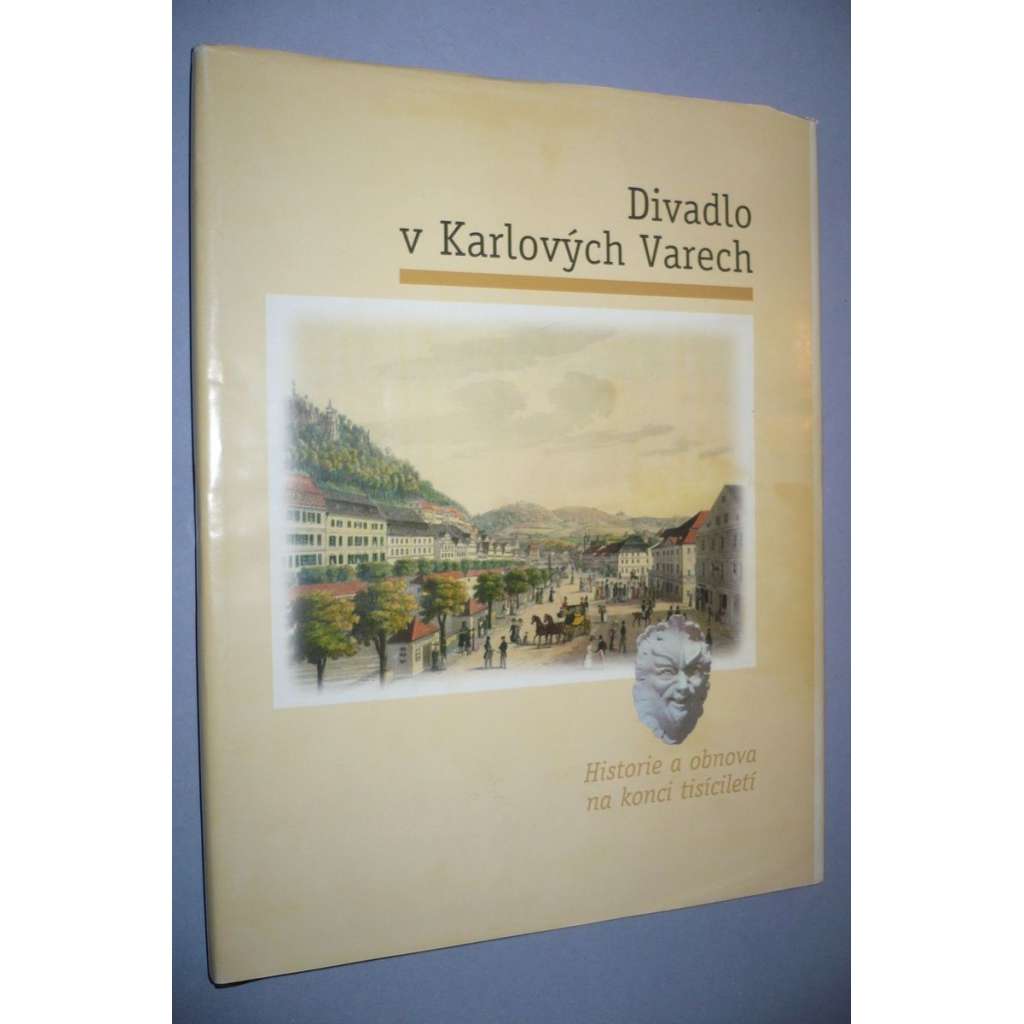 Divadlo
v Karlových Varech
Historie a obnova
na konci tisíciletí